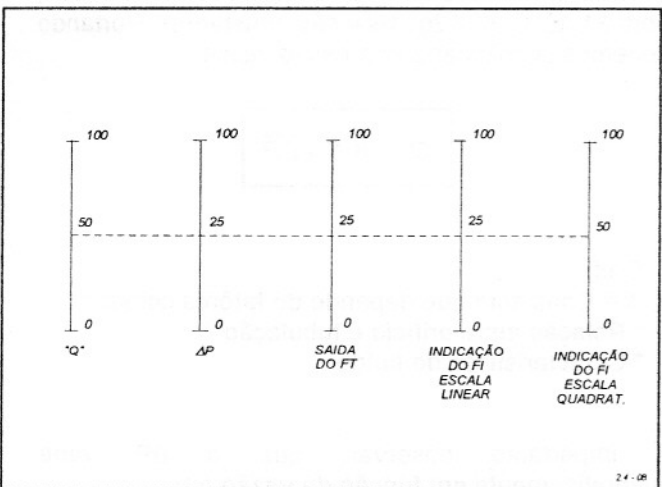 100 100 100 100 100
50 25 25 25 50
0 0 0 0 0
"Q" ΔP SAIDA INDICAÇÃO INDICAÇÃO
DO FT DO FI DO FI
ESCALA ESCALA
LINEAR QUADRAT.
24-08